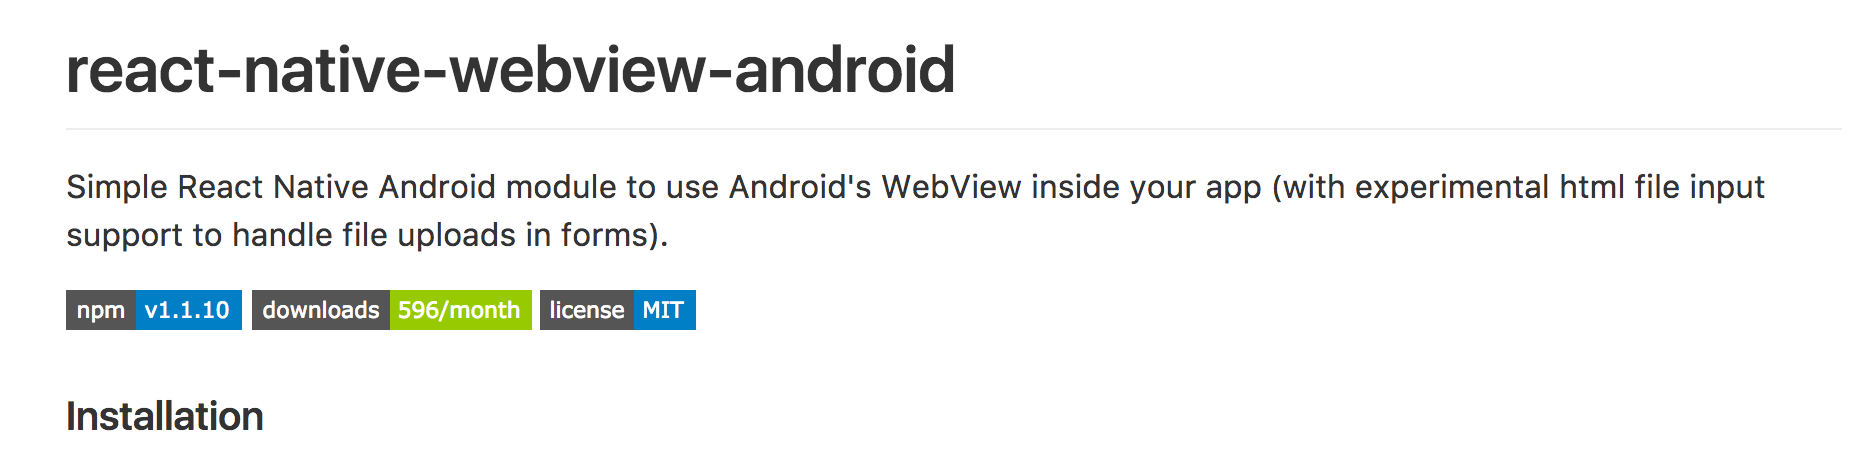 react-native-webview-android
Simple React Native Android module to use Android's WebView inside your app (with experimental html file input
support to handle file uploads in forms).
npm v1.1.10 downloads 596/month license MIT
Installation